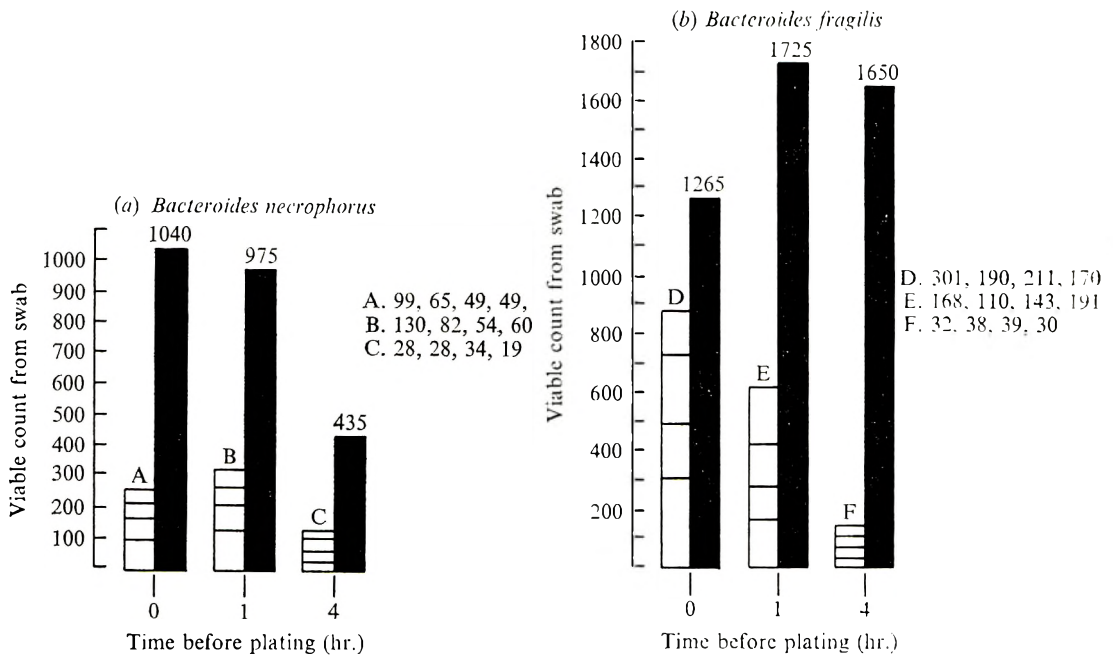 (a) Bacteroides necrophorus
Viable count from swab
1000
900
800
700
600
500
400
300
200
100
A
1040
B
975
C
435
0
1
4
Time before plating (hr.)
A. 99, 65, 49, 49,
B. 130, 82, 54, 60
C. 28, 28, 34, 19
(b) Bacteroides fragilis
Viable count from swab
1800
1600
1400
1200
1000
800
600
400
200
D
1265
E
1725
F
1650
0
1
4
Time before plating (hr.)
D. 301, 190, 211, 170
E. 168, 110, 143, 191
F. 32, 38, 39, 30